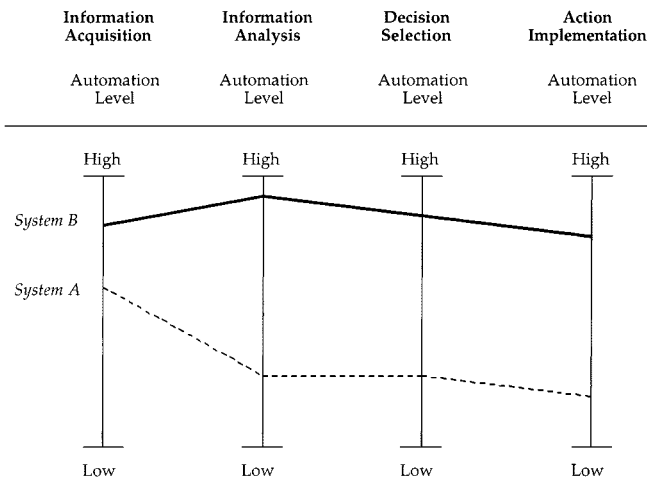 Information Information Decision Action
Acquisition Analysis Selection Implementation
Automation Automation Automation Automation
Level Level Level Level
High High High High
System B
System A
Low Low Low Low